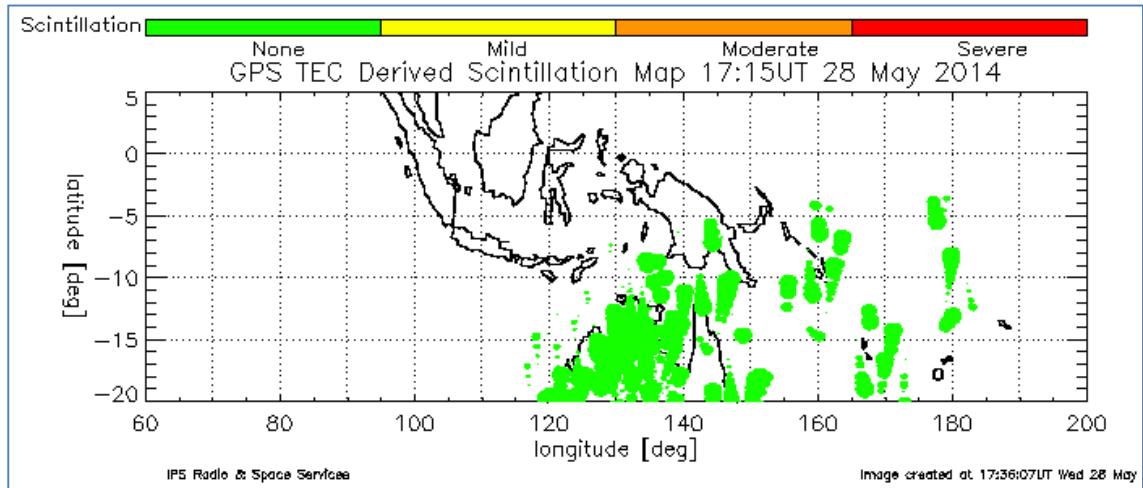 Scintillation
None Mild Moderate Severe
GPS TEC Derived Scintillation Map 17:15UT 28 May 2014
5
0
−5
−10
−15
−20
latitude [deg]
60 80 100 120 140 160 180 200
longitude [deg]
IPS Radio & Space Services
Image created at 17:36:07UT Wed 28 May